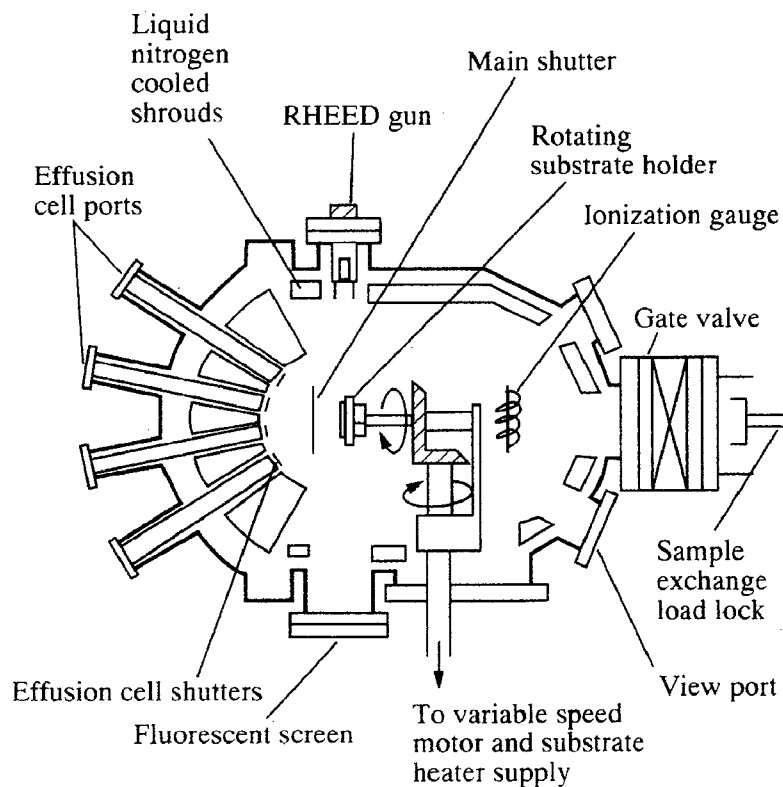 Liquid
nitrogen
cooled
shrouds
Main shutter
RHEED gun
Rotating
substrate holder
Effusion
cell ports
Ionization gauge
Gate valve
Sample
exchange
load lock
View port
Effusion cell shutters
Fluorescent screen
To variable speed
motor and substrate
heater supply